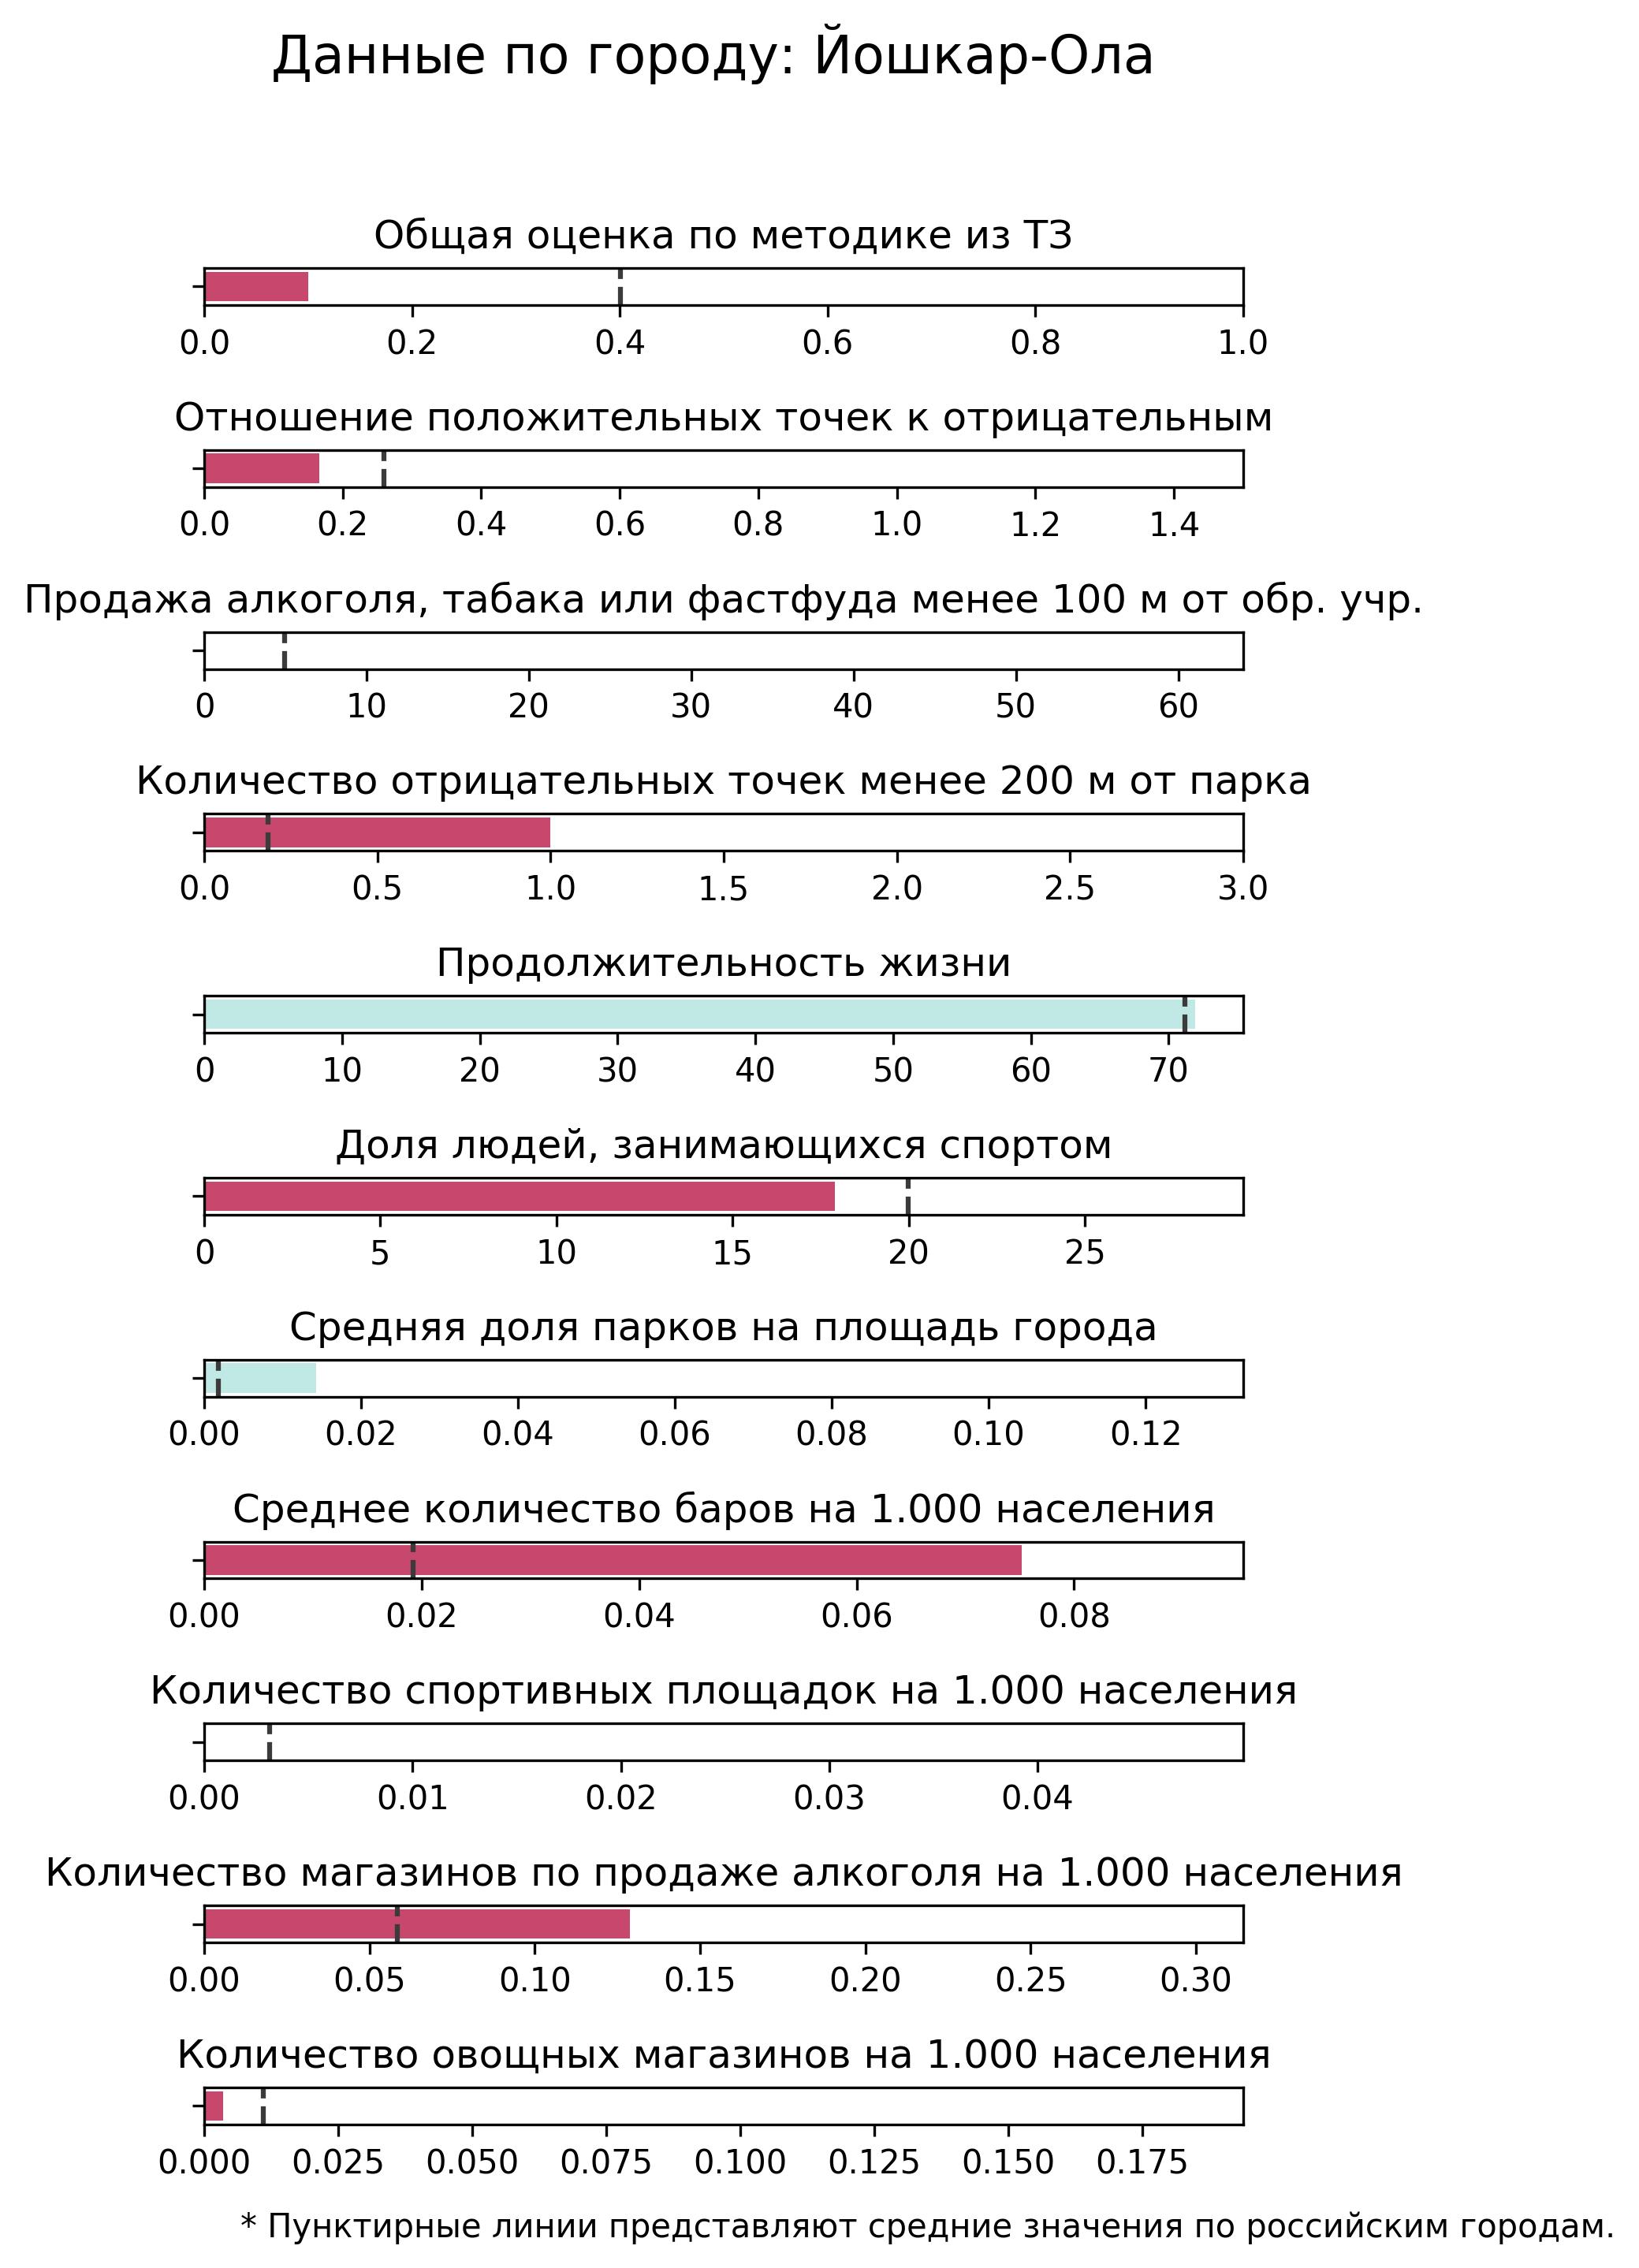 Данные по городу: Йошкар-Ола
Общая оценка по методике из ТЗ
0.0 0.2 0.4 0.6 0.8 1.0
Отношение положительных точек к отрицательным
0.0 0.2 0.4 0.6 0.8 1.0 1.2 1.4
Продажа алкоголя, табака или фастфуда менее 100 м от обр. учр.
0 10 20 30 40 50 60
Количество отрицательных точек менее 200 м от парка
0.0 0.5 1.0 1.5 2.0 2.5 3.0
Продолжительность жизни
0 10 20 30 40 50 60 70
Доля людей, занимающихся спортом
0 5 10 15 20 25
Средняя доля парков на площадь города
0.00 0.02 0.04 0.06 0.08 0.10 0.12
Среднее количество баров на 1.000 населения
0.00 0.02 0.04 0.06 0.08
Количество спортивных площадок на 1.000 населения
0.00 0.01 0.02 0.03 0.04
Количество магазинов по продаже алкоголя на 1.000 населения
0.00 0.05 0.10 0.15 0.20 0.25 0.30
Количество овощных магазинов на 1.000 населения
0.000 0.025 0.050 0.075 0.100 0.125 0.150 0.175
* Пунктирные линии представляют средние значения по российским городам.